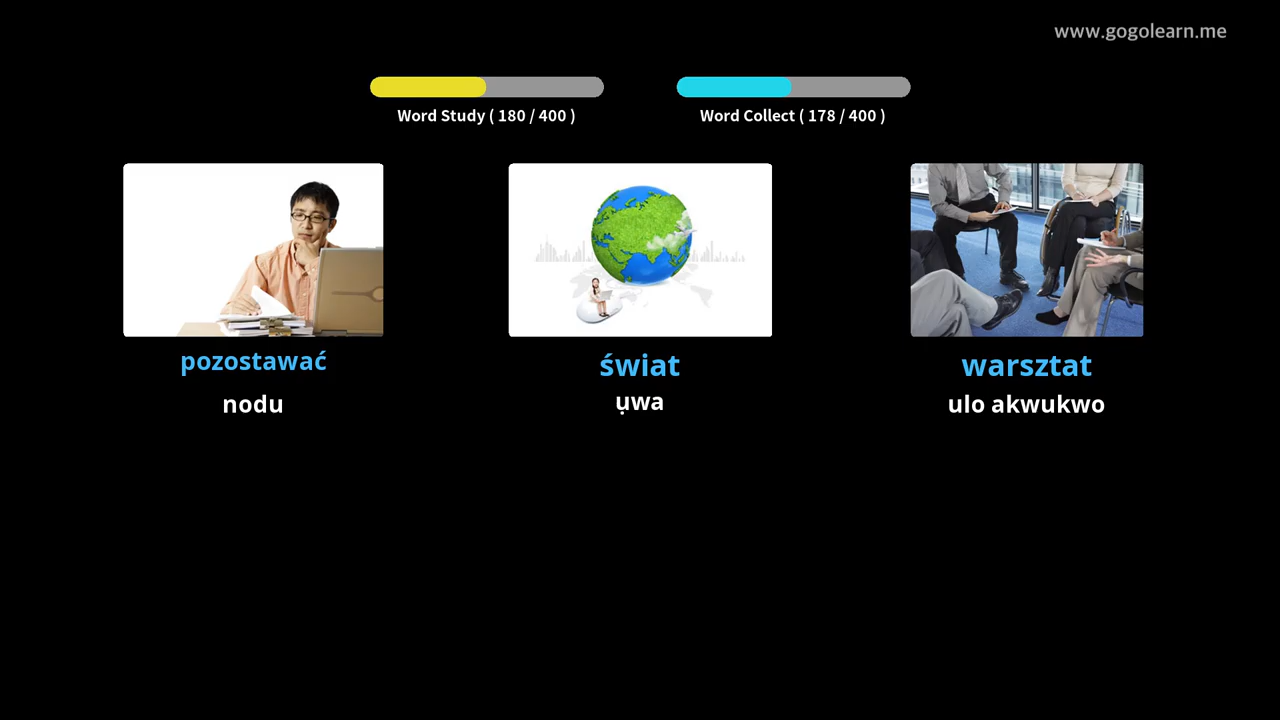 www.gogolearn.me
Word Study ( 180 / 400 )
Word Collect ( 178 / 400 )
pozostawać
świat
warsztat
nodu
ụwa
ulo akwukwo